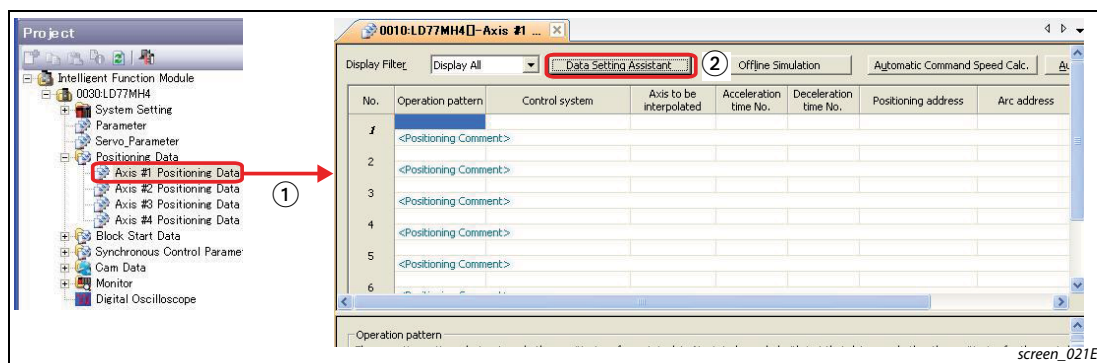 Project
Intelligent Function Module
0030:LD77MH4
System Setting
Parameter
Servo_Parameter
Positioning Data
Axis #1 Positioning Data
Axis #2 Positioning Data
Axis #3 Positioning Data
Axis #4 Positioning Data
Block Start Data
Synchronous Control Parame
Cam Data
Monitor
Digital Oscilloscope
①
0010:LD77MH4[]-Axis #1 ...
Display Filter Display All Data Setting Assistant ② Offline Simulation Automatic Command Speed Calc. Au
No. Operation pattern Control system Axis to be interpolated Acceleration time No. Deceleration time No. Positioning address Arc address
1
<Positioning Comment>
2
<Positioning Comment>
3
<Positioning Comment>
4
<Positioning Comment>
5
<Positioning Comment>
6
Operation pattern
screen_021E